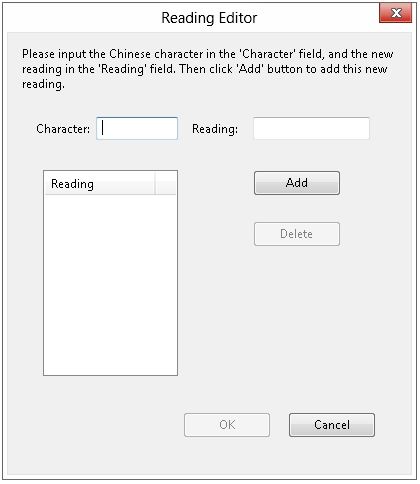 Reading Editor
Please input the Chinese character in the 'Character' field, and the new
reading in the 'Reading' field. Then click 'Add' button to add this new
reading.
Character: Reading:
Reading
Add
Delete
OK Cancel